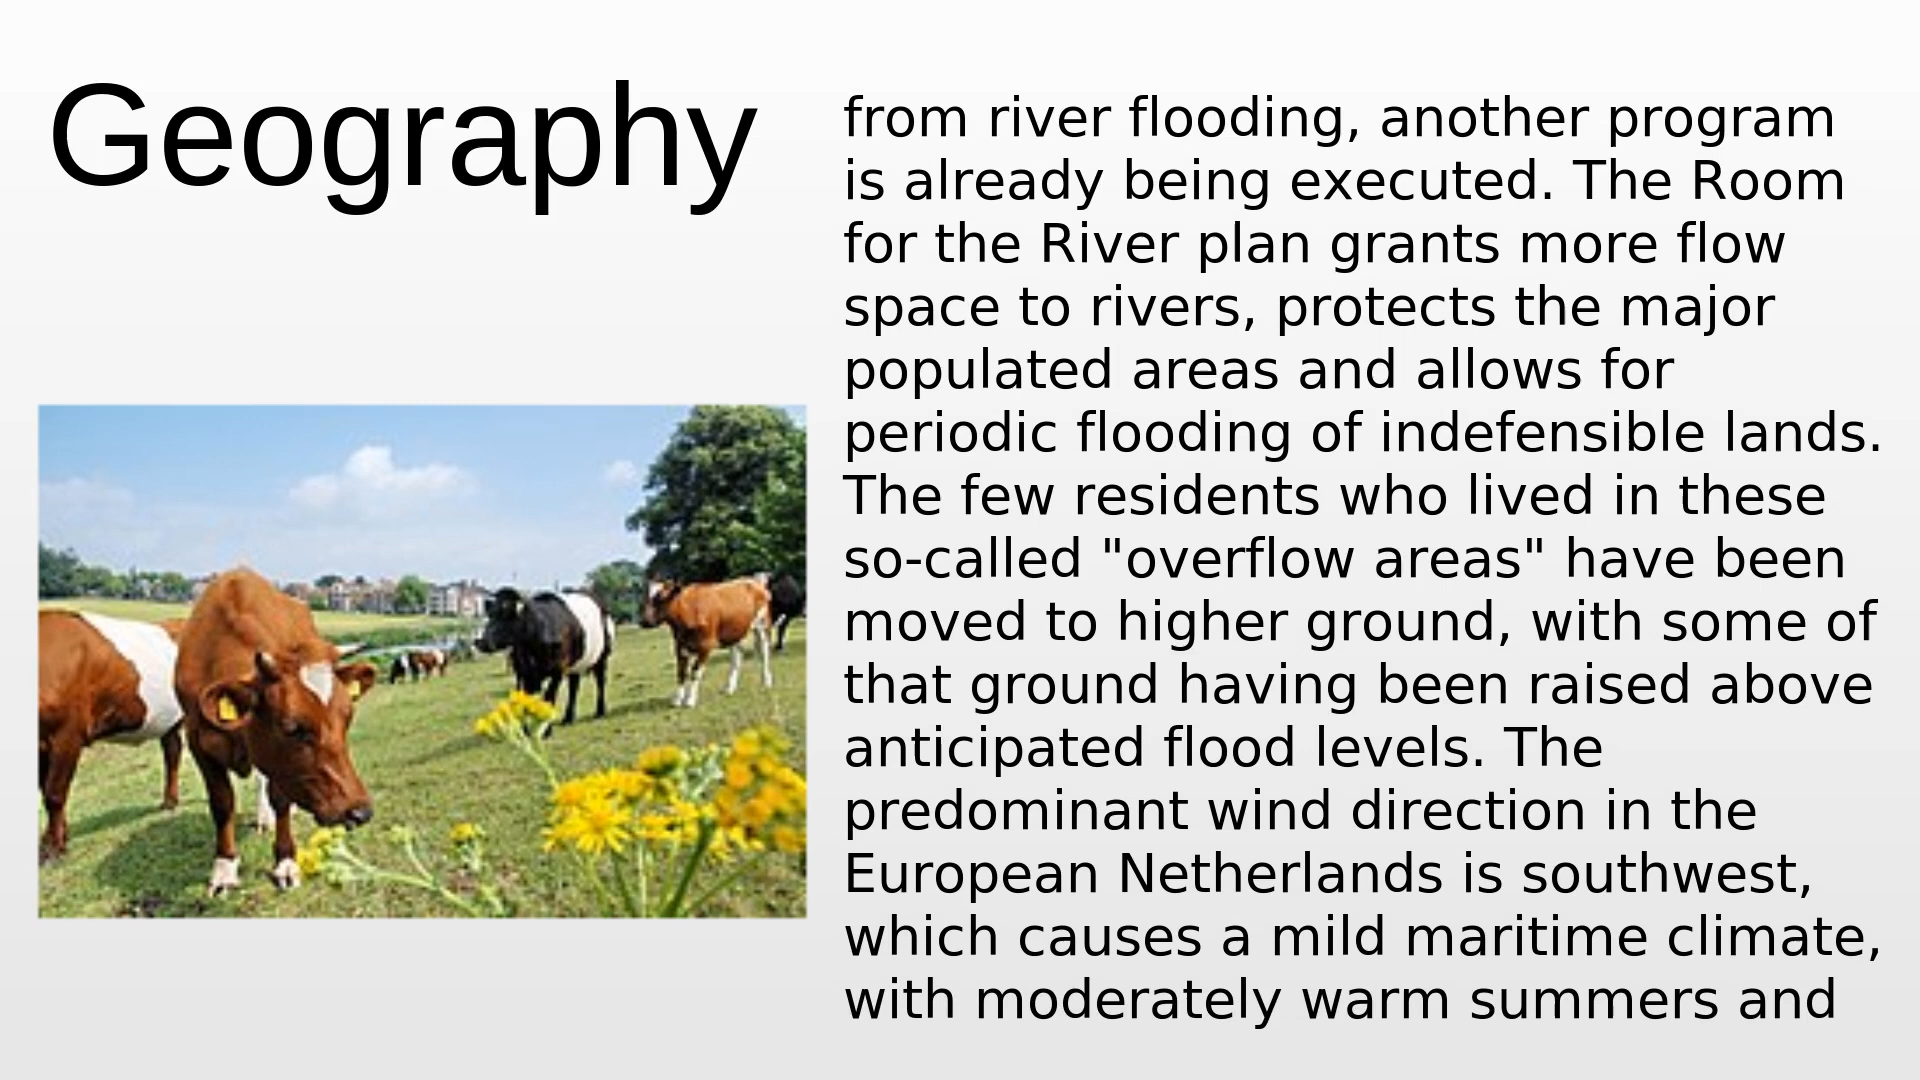 Geography
from river flooding, another program
is already being executed. The Room
for the River plan grants more flow
space to rivers, protects the major
populated areas and allows for
periodic flooding of indefensible lands.
The few residents who lived in these
so-called "overflow areas" have been
moved to higher ground, with some of
that ground having been raised above
anticipated flood levels. The
predominant wind direction in the
European Netherlands is southwest,
which causes a mild maritime climate,
with moderately warm summers and